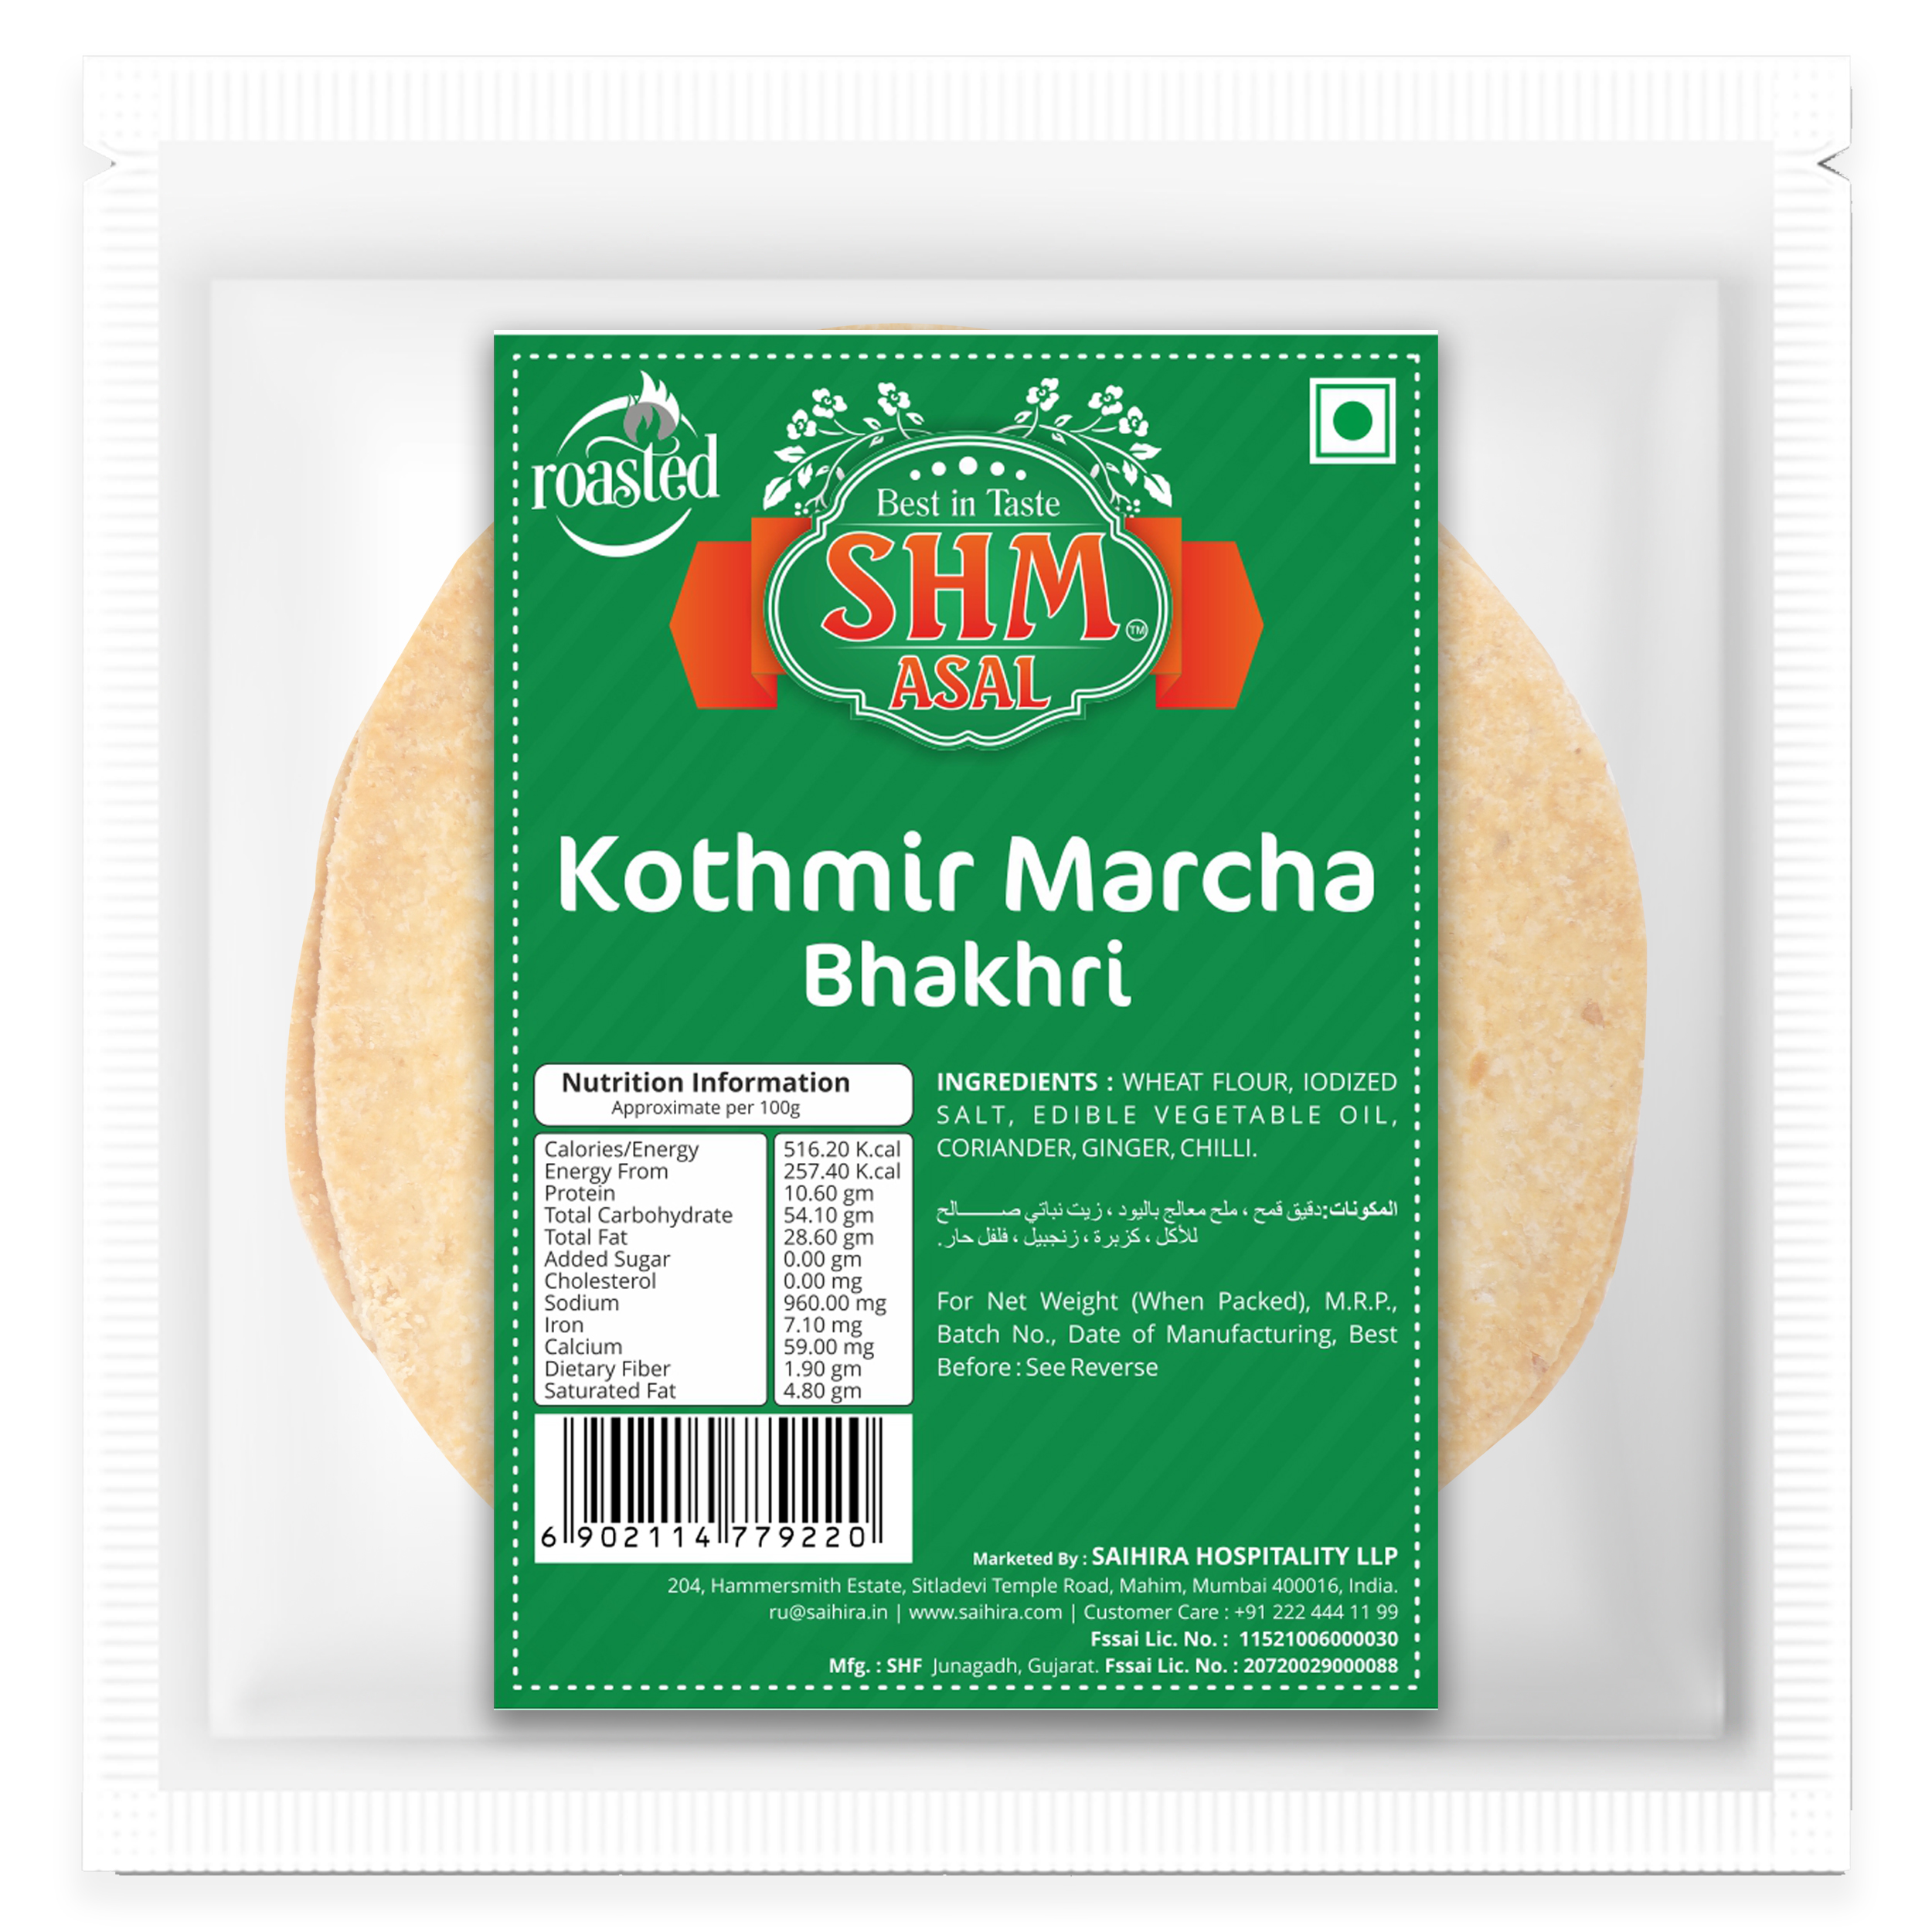 roasted
Best in Taste
SHM
TM
ASAL
Kothmir Marcha
Bhakhri
Nutrition Information
Approximate per 100g
Calories/Energy 516.20 K.cal
Energy From 257.40 K.cal
Protein 10.60 gm
Total Carbohydrate 54.10 gm
Total Fat 28.60 gm
Added Sugar 0.00 gm
Cholesterol 0.00 mg
Sodium 960.00 mg
Iron 7.10 mg
Calcium 59.00 mg
Dietary Fiber 1.90 gm
Saturated Fat 4.80 gm
6 902114 779220
INGREDIENTS : WHEAT FLOUR, IODIZED
SALT, EDIBLE VEGETABLE OIL,
CORIANDER, GINGER, CHILLI.
المكونات:دقيق قمح ، ملح معالج باليود ، زيت نباتي صـــــالح
للأكل ، كزبرة ، زنجبيل ، فلفل حار.
For Net Weight (When Packed), M.R.P.,
Batch No., Date of Manufacturing, Best
Before : See Reverse
Marketed By : SAIHIRA HOSPITALITY LLP
204, Hammersmith Estate, Sitladevi Temple Road, Mahim, Mumbai 400016, India.
ru@saihira.in | www.saihira.com | Customer Care : +91 222 444 11 99
Fssai Lic. No. : 11521006000030
Mfg. : SHF Junagadh, Gujarat. Fssai Lic. No. : 20720029000088